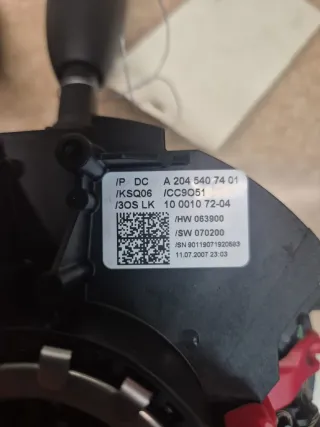 /P DC A 204 540 74 01
/KSQ06 /CC9O51
/3OS LK 10 0010 72-04
/HW 063900
/SW 070200
/SN 90119071920693
11.07.2007 23:03